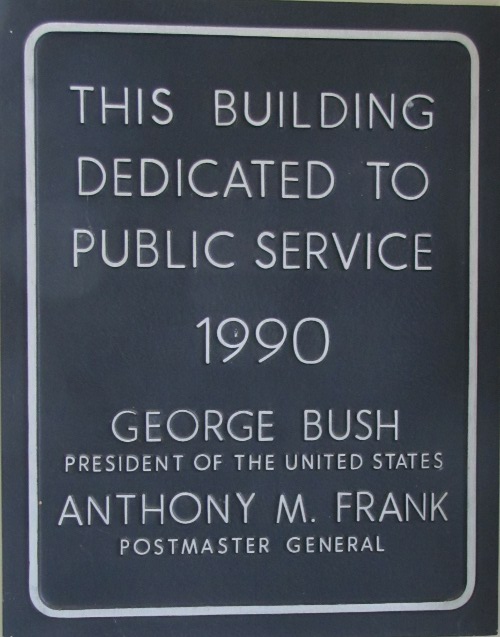 THIS BUILDING
DEDICATED TO
PUBLIC SERVICE
1990
GEORGE BUSH
PRESIDENT OF THE UNITED STATES
ANTHONY M. FRANK
POSTMASTER GENERAL